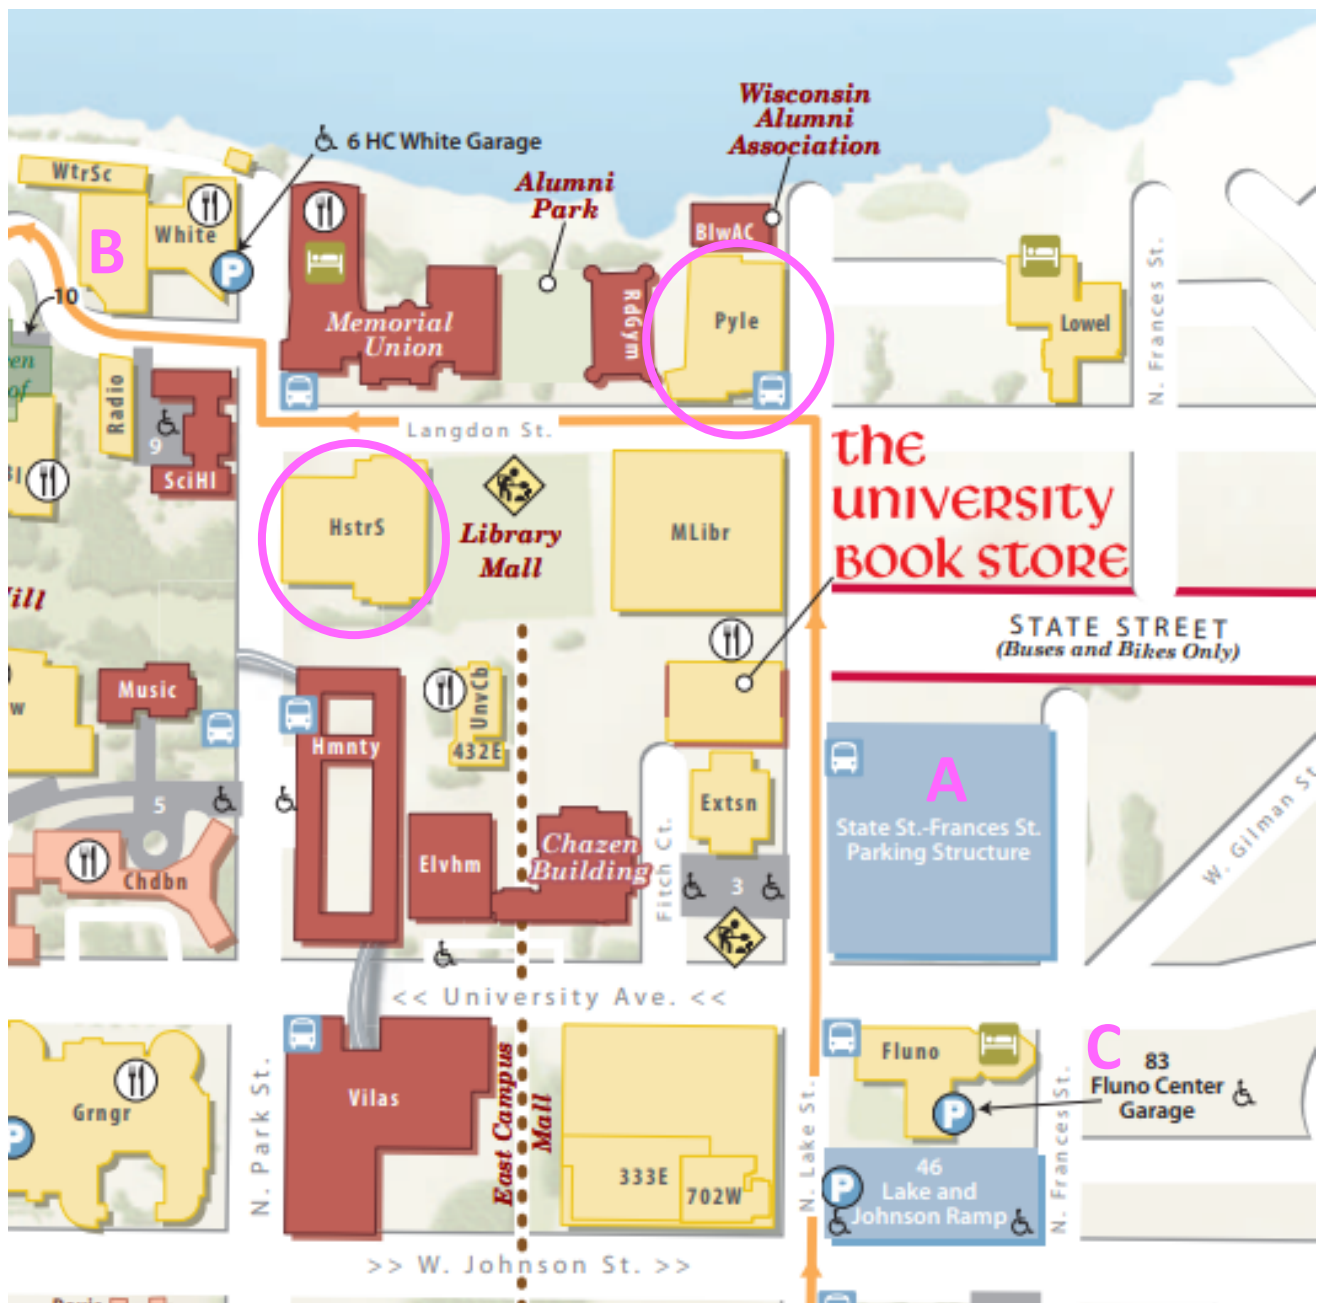 Wisconsin
Alumni
Association
6 HC White Garage
WtrSc
Alumni
Park
B
White
BlwAC
P
10
Memorial
Union
RdGym
Pyle
Lowel
N. Frances St.
een
of
Radio
9
SciHl
Langdon St.
the
University
Book Store
HstrS
Library
Mall
MLibr
ill
STATE STREET
(Buses and Bikes Only)
Music
w
UnvCb
432E
Hmnty
A
State St.-Frances St.
Parking Structure
W. Gilman St
Extsn
5
Chdbn
Elvhm
Chazen
Building
Fitch Ct.
3
<< University Ave. <<
Fluno
C
83
Fluno Center
Garage
P
Grngr
P
N. Park St.
Vilas
East Campus
Mall
333E
702W
N. Lake St.
46
Lake and
Johnson Ramp
P
N. Frances St.
>> W. Johnson St. >>